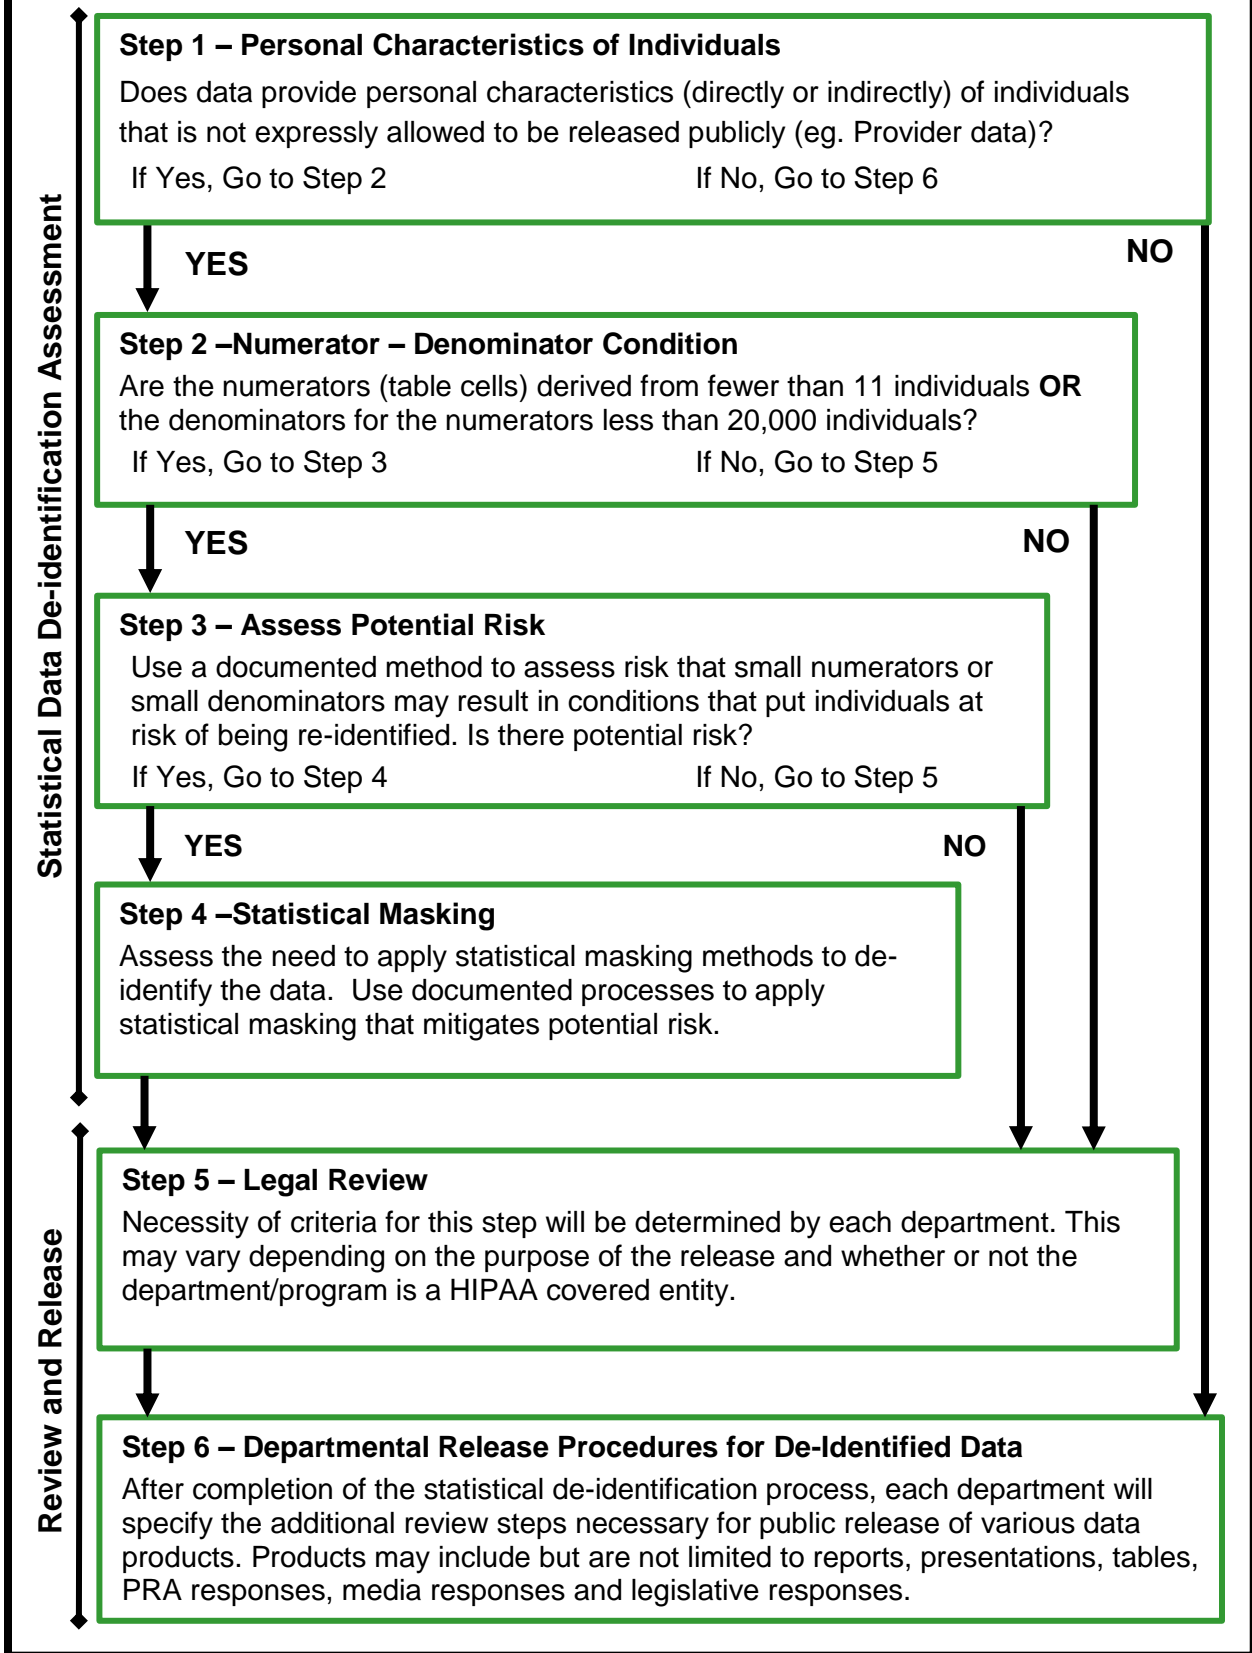 Statistical Data De-identification Assessment
Step 1 – Personal Characteristics of Individuals
Does data provide personal characteristics (directly or indirectly) of individuals
that is not expressly allowed to be released publicly (eg. Provider data)?
If Yes, Go to Step 2 If No, Go to Step 6
YES NO
Step 2 –Numerator – Denominator Condition
Are the numerators (table cells) derived from fewer than 11 individuals OR
the denominators for the numerators less than 20,000 individuals?
If Yes, Go to Step 3 If No, Go to Step 5
YES NO
Step 3 – Assess Potential Risk
Use a documented method to assess risk that small numerators or
small denominators may result in conditions that put individuals at
risk of being re-identified. Is there potential risk?
If Yes, Go to Step 4 If No, Go to Step 5
YES NO
Step 4 –Statistical Masking
Assess the need to apply statistical masking methods to de-
identify the data.  Use documented processes to apply
statistical masking that mitigates potential risk.
Review and Release
Step 5 – Legal Review
Necessity of criteria for this step will be determined by each department. This
may vary depending on the purpose of the release and whether or not the
department/program is a HIPAA covered entity.
Step 6 – Departmental Release Procedures for De-Identified Data
After completion of the statistical de-identification process, each department will
specify the additional review steps necessary for public release of various data
products. Products may include but are not limited to reports, presentations, tables,
PRA responses, media responses and legislative responses.